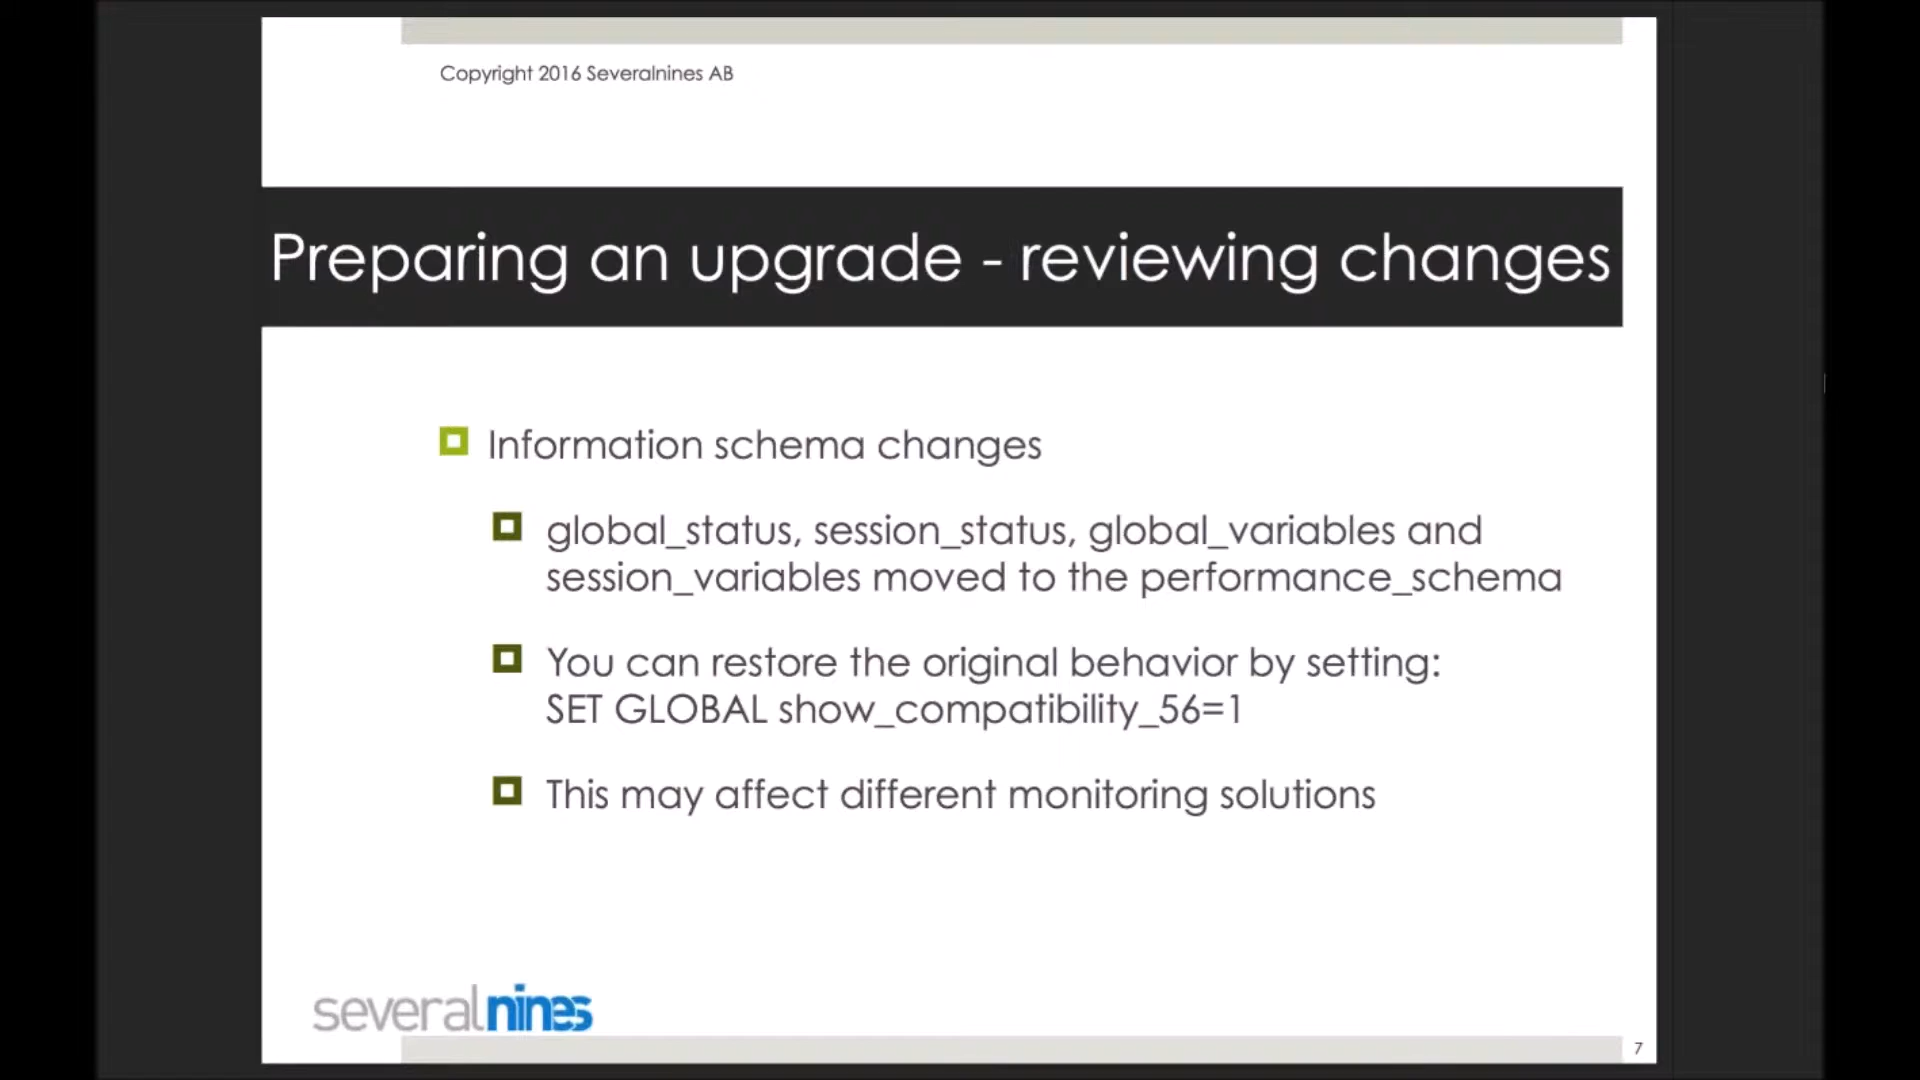 Copyright 2016 Severalnines AB
Preparing an upgrade - reviewing changes
Information schema changes
global_status, session_status, global_variables and
session_variables moved to the performance_schema
You can restore the original behavior by setting:
SET GLOBAL show_compatibility_56=1
This may affect different monitoring solutions
severalnines
7